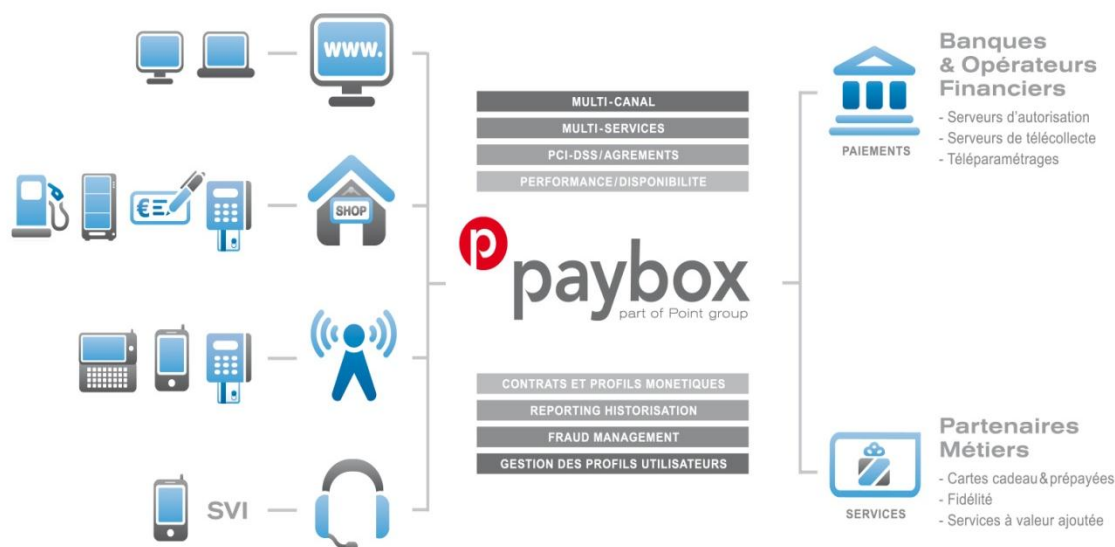 www.
SHOP
SVI
MULTI-CANAL
MULTI-SERVICES
PCI-DSS/AGREMENTS
PERFORMANCE/DISPONIBILITE
p
paybox
part of Point group
CONTRATS ET PROFILS MONETIQUES
REPORTING HISTORISATION
FRAUD MANAGEMENT
GESTION DES PROFILS UTILISATEURS
PAIEMENTS
Banques
& Opérateurs
Financiers
- Serveurs d'autorisation
- Serveurs de télécollecte
- Téléparamétrages
SERVICES
Partenaires
Métiers
- Cartes cadeau&prépayées
- Fidélité
- Services à valeur ajoutée